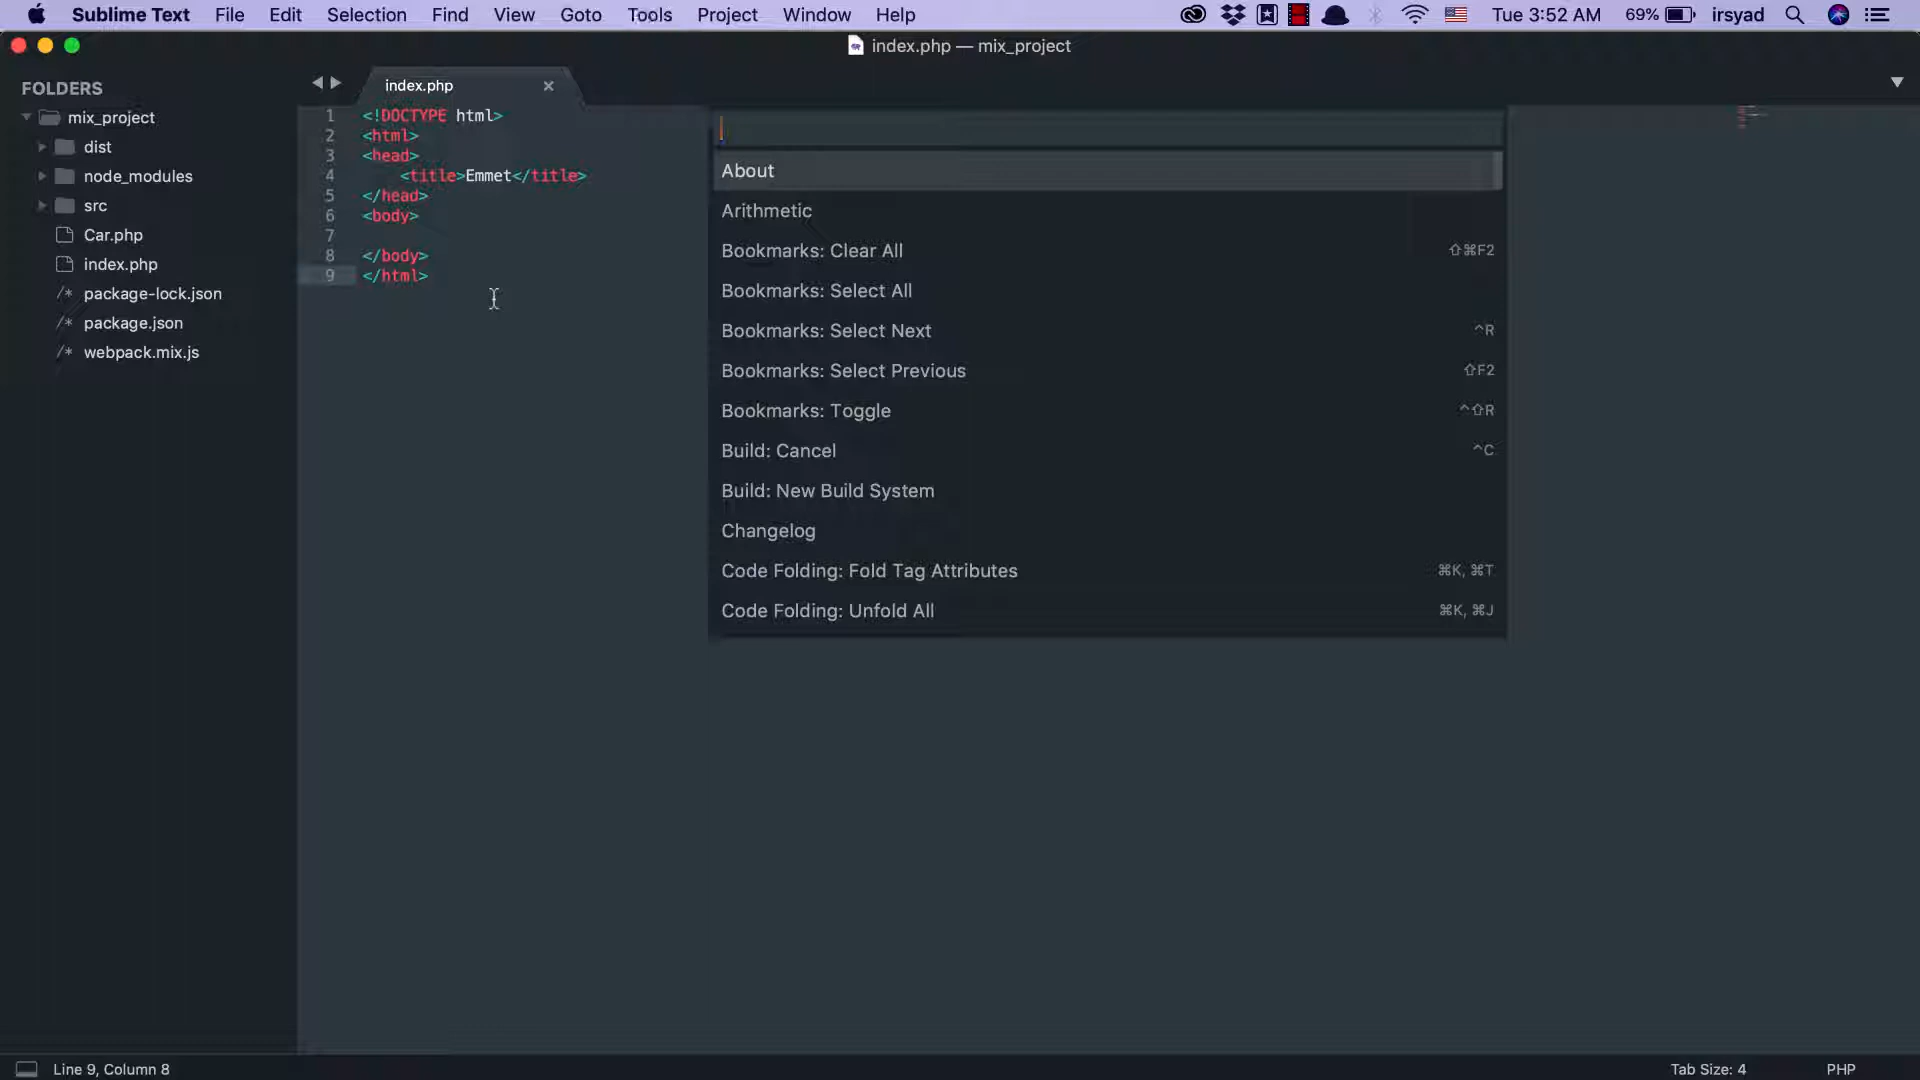 Sublime Text File Edit Selection Find View Goto Tools Project Window Help Tue 3:52 AM 69% irsyad
index.php — mix_project
FOLDERS
mix_project
dist
node_modules
src
Car.php
index.php
/* package-lock.json
/* package.json
/* webpack.mix.js
index.php ×
1 <!DOCTYPE html>
2 <html>
3 <head>
4 <title>Emmet</title>
5 </head>
6 <body>
7
8 </body>
9 </html>
About
Arithmetic
Bookmarks: Clear All ⇧⌘F2
Bookmarks: Select All
Bookmarks: Select Next ^R
Bookmarks: Select Previous ⇧F2
Bookmarks: Toggle ^⇧R
Build: Cancel ^C
Build: New Build System
Changelog
Code Folding: Fold Tag Attributes ⌘K, ⌘T
Code Folding: Unfold All ⌘K, ⌘J
Line 9, Column 8 Tab Size: 4 PHP